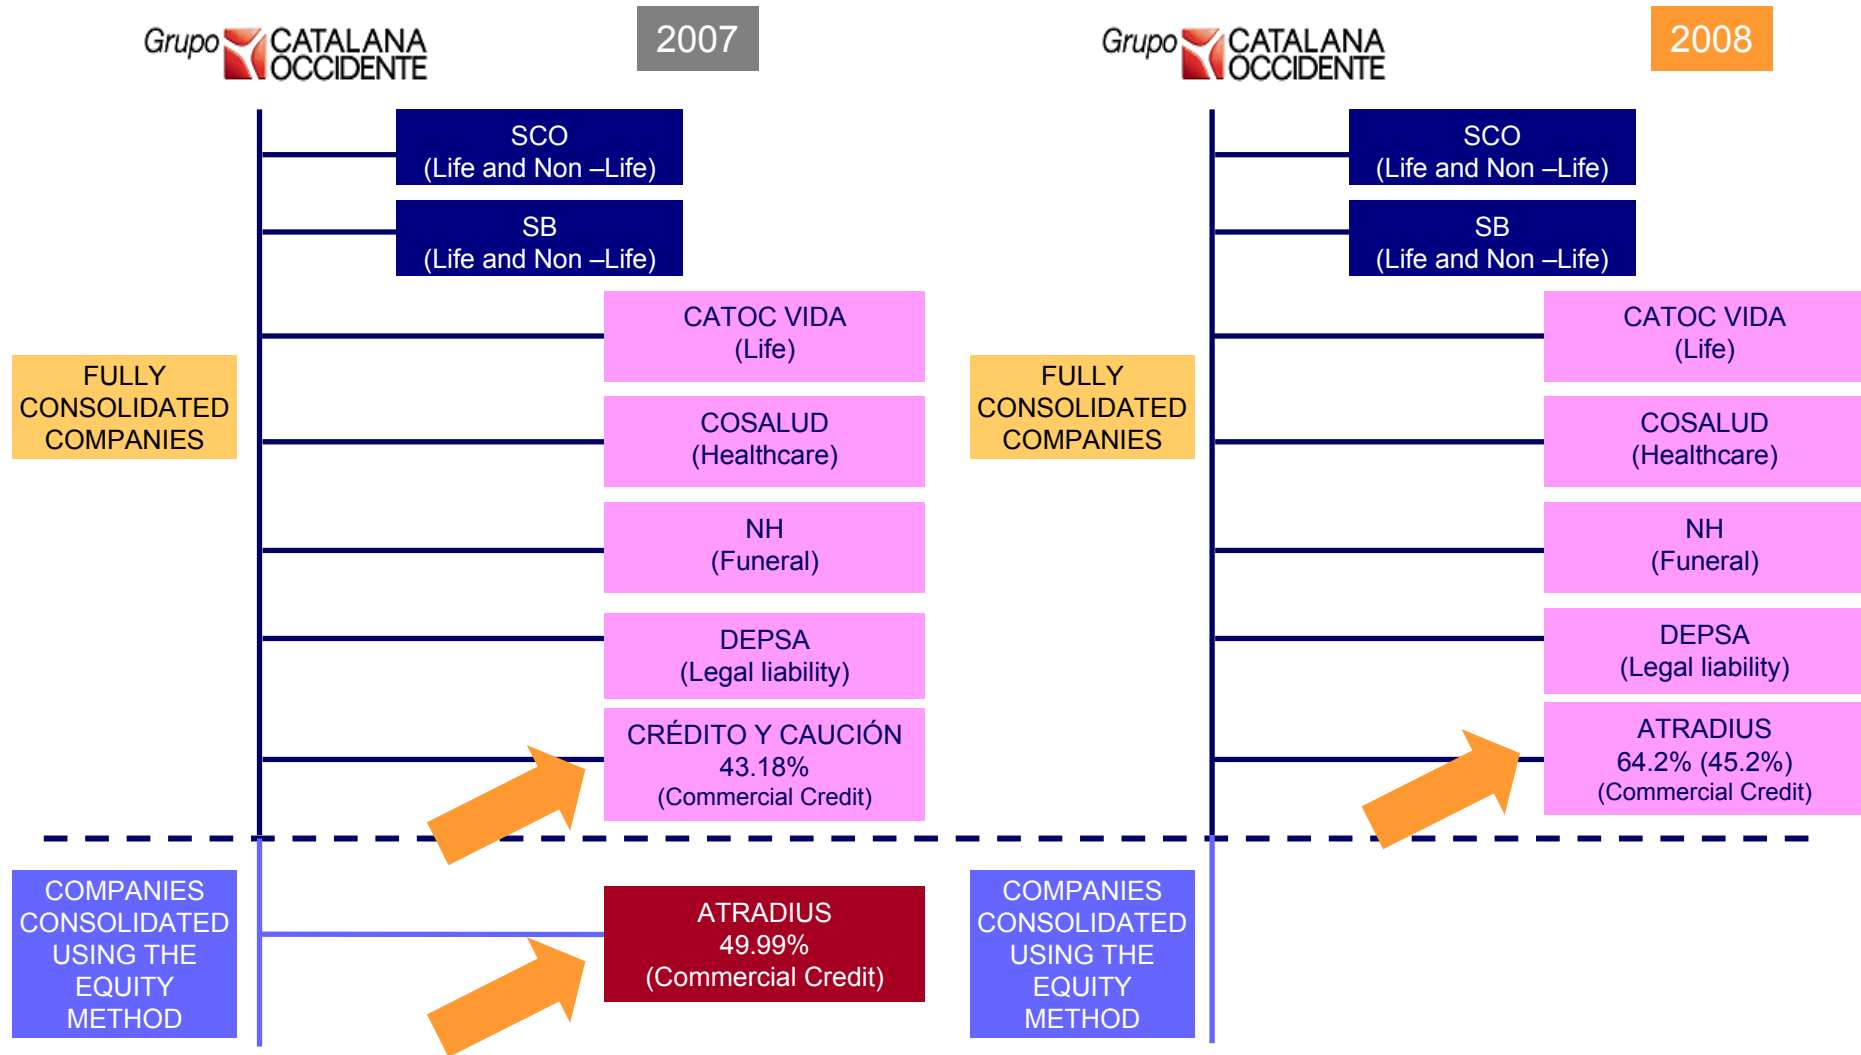 Grupo CATALANA
OCCIDENTE
2007
SCO
(Life and Non –Life)
SB
(Life and Non –Life)
CATOC VIDA
(Life)
FULLY
CONSOLIDATED
COMPANIES
COSALUD
(Healthcare)
NH
(Funeral)
DEPSA
(Legal liability)
CRÉDITO Y CAUCIÓN
43.18%
(Commercial Credit)
COMPANIES
CONSOLIDATED
USING THE
EQUITY
METHOD
ATRADIUS
49.99%
(Commercial Credit)
Grupo CATALANA
OCCIDENTE
2008
SCO
(Life and Non –Life)
SB
(Life and Non –Life)
CATOC VIDA
(Life)
FULLY
CONSOLIDATED
COMPANIES
COSALUD
(Healthcare)
NH
(Funeral)
DEPSA
(Legal liability)
ATRADIUS
64.2% (45.2%)
(Commercial Credit)
COMPANIES
CONSOLIDATED
USING THE
EQUITY
METHOD